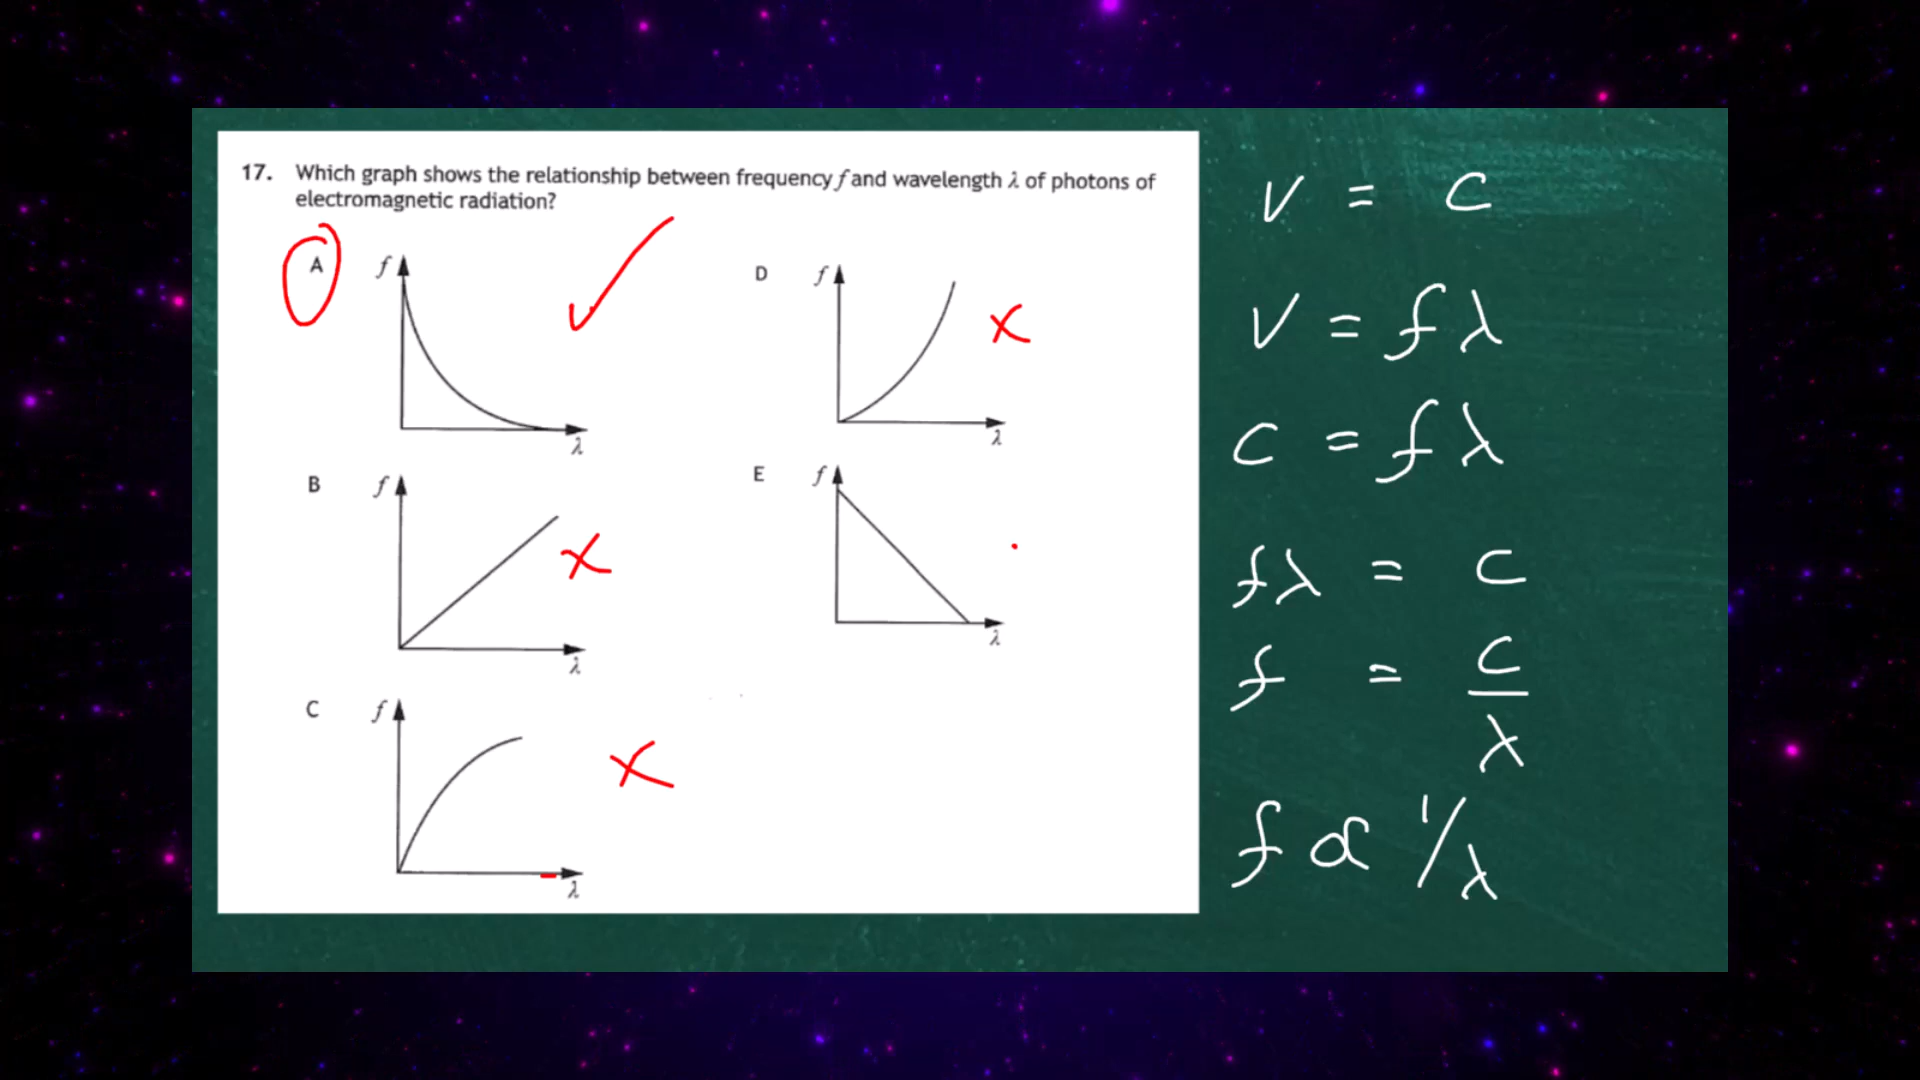 17. Which graph shows the relationship between frequency f and wavelength λ of photons of
electromagnetic radiation?
A
f
λ
B
f
λ
C
f
λ
D
f
λ
E
f
λ
v = c
v = fλ
c = fλ
fλ = c
f = c/λ
f ∝ 1/λ